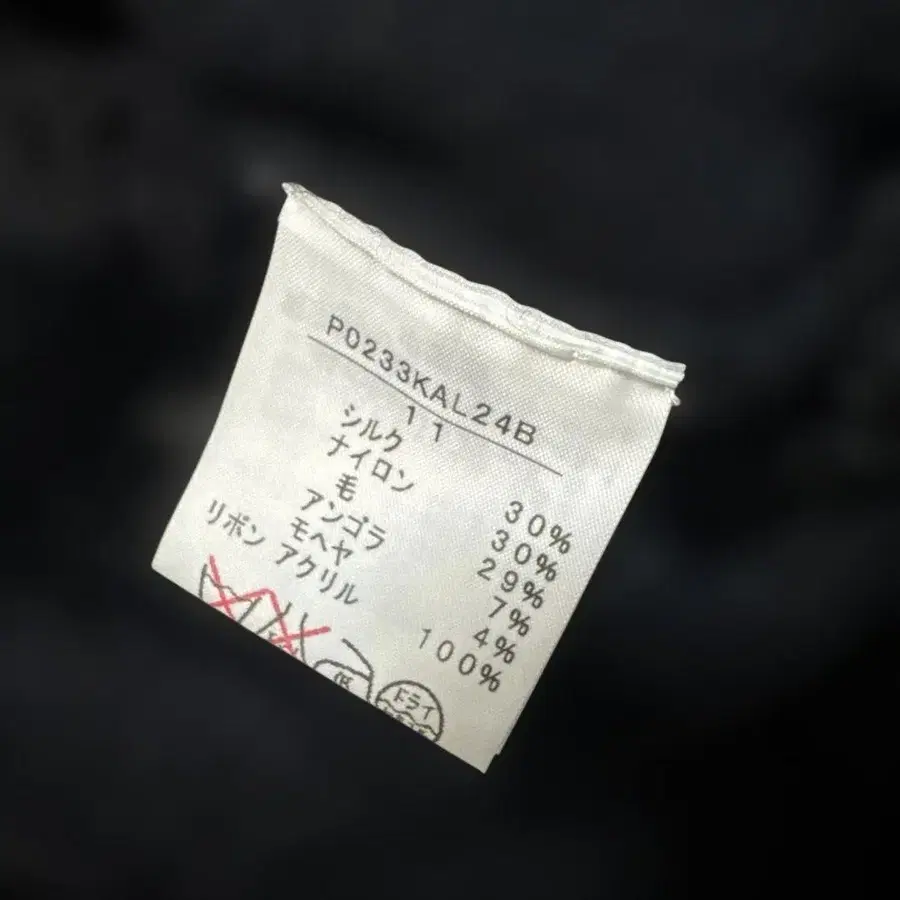 P0233KAL24B
11
シルク 30%
ナイロン 30%
毛 29%
アンゴラ 7%
モヘヤ 4%
リボン アクリル 100%
低
ドライ